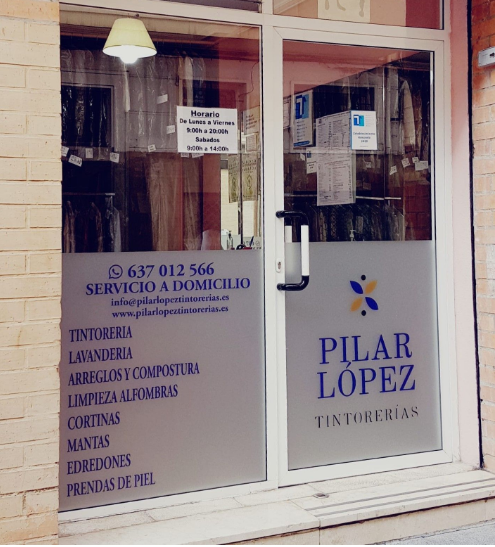 Horario
De Lunes a Viernes
9:00h a 20:00h
Sabados
9:00h a 14:00h
637 012 566
SERVICIO A DOMICILIO
info@pilarlopeztintorerias.es
www.pilarlopeztintorerias.es
TINTORERIA
LAVANDERIA
ARREGLOS Y COMPOSTURA
LIMPIEZA ALFOMBRAS
CORTINAS
MANTAS
EDREDONES
PRENDAS DE PIEL
PILAR
LÓPEZ
TINTORERÍAS